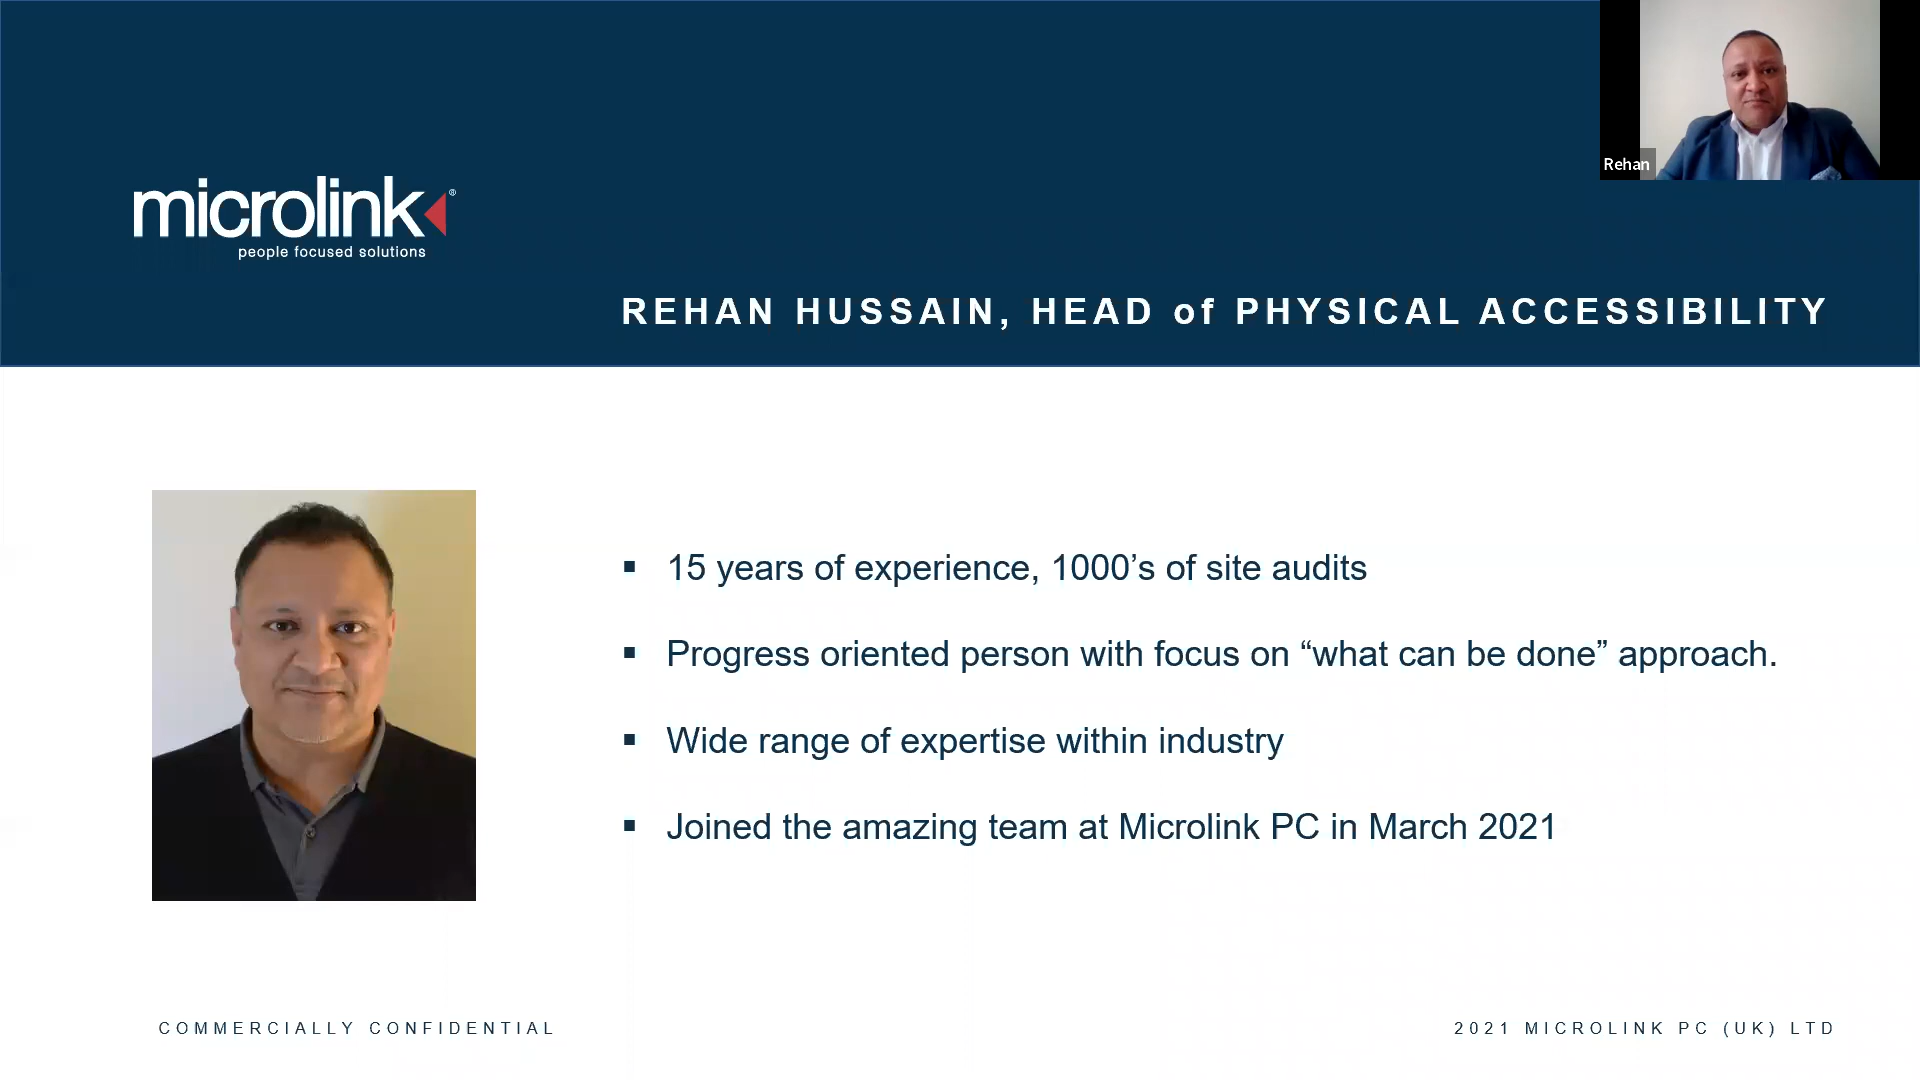 Rehan
microlink®
people focused solutions
REHAN HUSSAIN, HEAD of PHYSICAL ACCESSIBILITY
▪ 15 years of experience, 1000’s of site audits
▪ Progress oriented person with focus on “what can be done” approach.
▪ Wide range of expertise within industry
▪ Joined the amazing team at Microlink PC in March 2021
COMMERCIALLY CONFIDENTIAL
2021 MICROLINK PC (UK) LTD